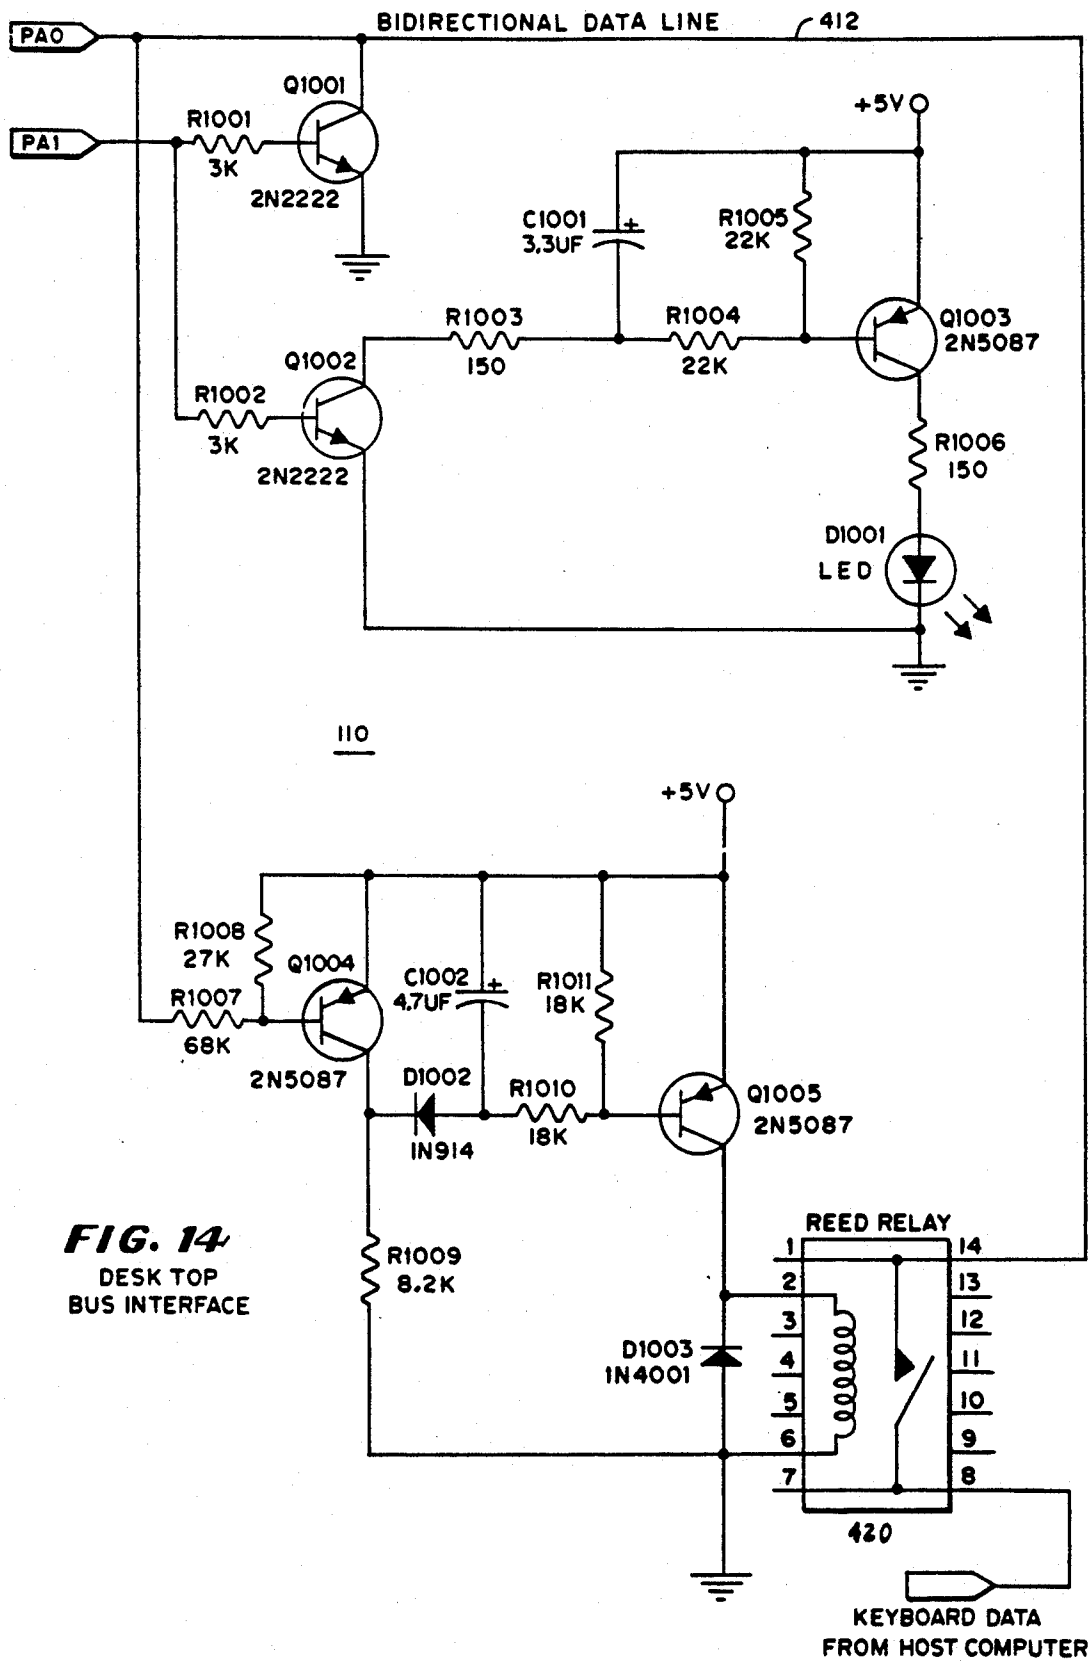 PA0
BIDIRECTIONAL DATA LINE
412
Q1001
+5V
R1001
PA1
3K
2N2222
C1001
3.3UF
+
R1005
22K
R1003
R1004
Q1003
2N5087
Q1002
150
22K
R1002
3K
R1006
150
2N2222
D1001
LED
110
+5V
R1008
27K
Q1004
C1002
4.7UF
+
R1011
18K
R1007
68K
2N5087
D1002
R1010
Q1005
2N5087
1N914
18K
FIG. 14
DESK TOP
BUS INTERFACE
R1009
8.2K
REED RELAY
1
14
2
13
3
12
D1003
1N4001
4
11
5
10
6
9
7
8
420
KEYBOARD DATA
FROM HOST COMPUTER